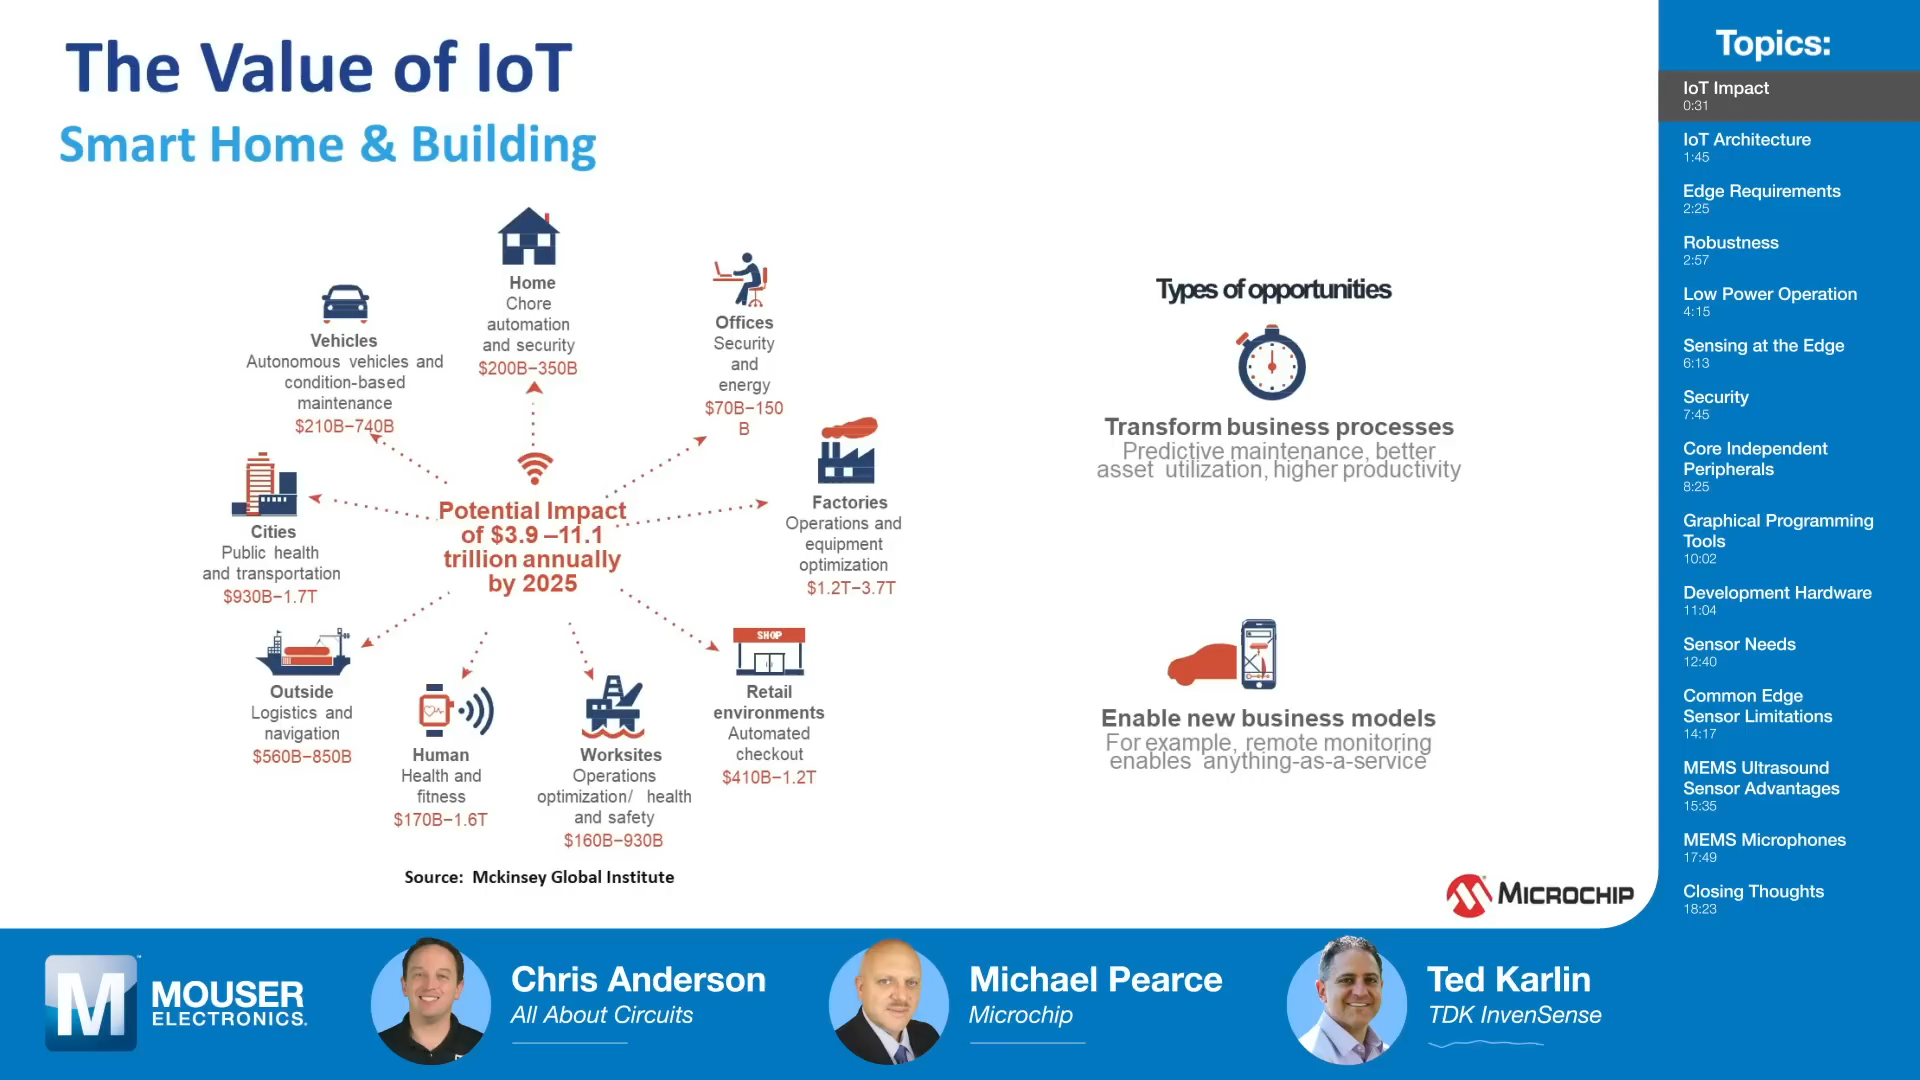 The Value of IoT
Smart Home & Building
Home
Chore
automation
and security
$200B–350B
Offices
Security
and
energy
$70B–150
B
Vehicles
Autonomous vehicles and
condition-based
maintenance
$210B–740B
Factories
Operations and
equipment
optimization
$1.2T–3.7T
Cities
Public health
and transportation
$930B–1.7T
Potential Impact
of $3.9 –11.1
trillion annually
by 2025
Outside
Logistics and
navigation
$560B–850B
Human
Health and
fitness
$170B–1.6T
Worksites
Operations
optimization/ health
and safety
$160B–930B
SHOP
Retail
environments
Automated
checkout
$410B–1.2T
Source: Mckinsey Global Institute
Types of opportunities
Transform business processes
Predictive maintenance, better
asset utilization, higher productivity
Enable new business models
For example, remote monitoring
enables anything-as-a-service
MICROCHIP
Topics:
IoT Impact
0:31
IoT Architecture
1:45
Edge Requirements
2:25
Robustness
2:57
Low Power Operation
4:15
Sensing at the Edge
6:13
Security
7:45
Core Independent
Peripherals
8:25
Graphical Programming
Tools
10:02
Development Hardware
11:04
Sensor Needs
12:40
Common Edge
Sensor Limitations
14:17
MEMS Ultrasound
Sensor Advantages
15:35
MEMS Microphones
17:49
Closing Thoughts
18:23
M
MOUSER
ELECTRONICS.
Chris Anderson
All About Circuits
Michael Pearce
Microchip
Ted Karlin
TDK InvenSense